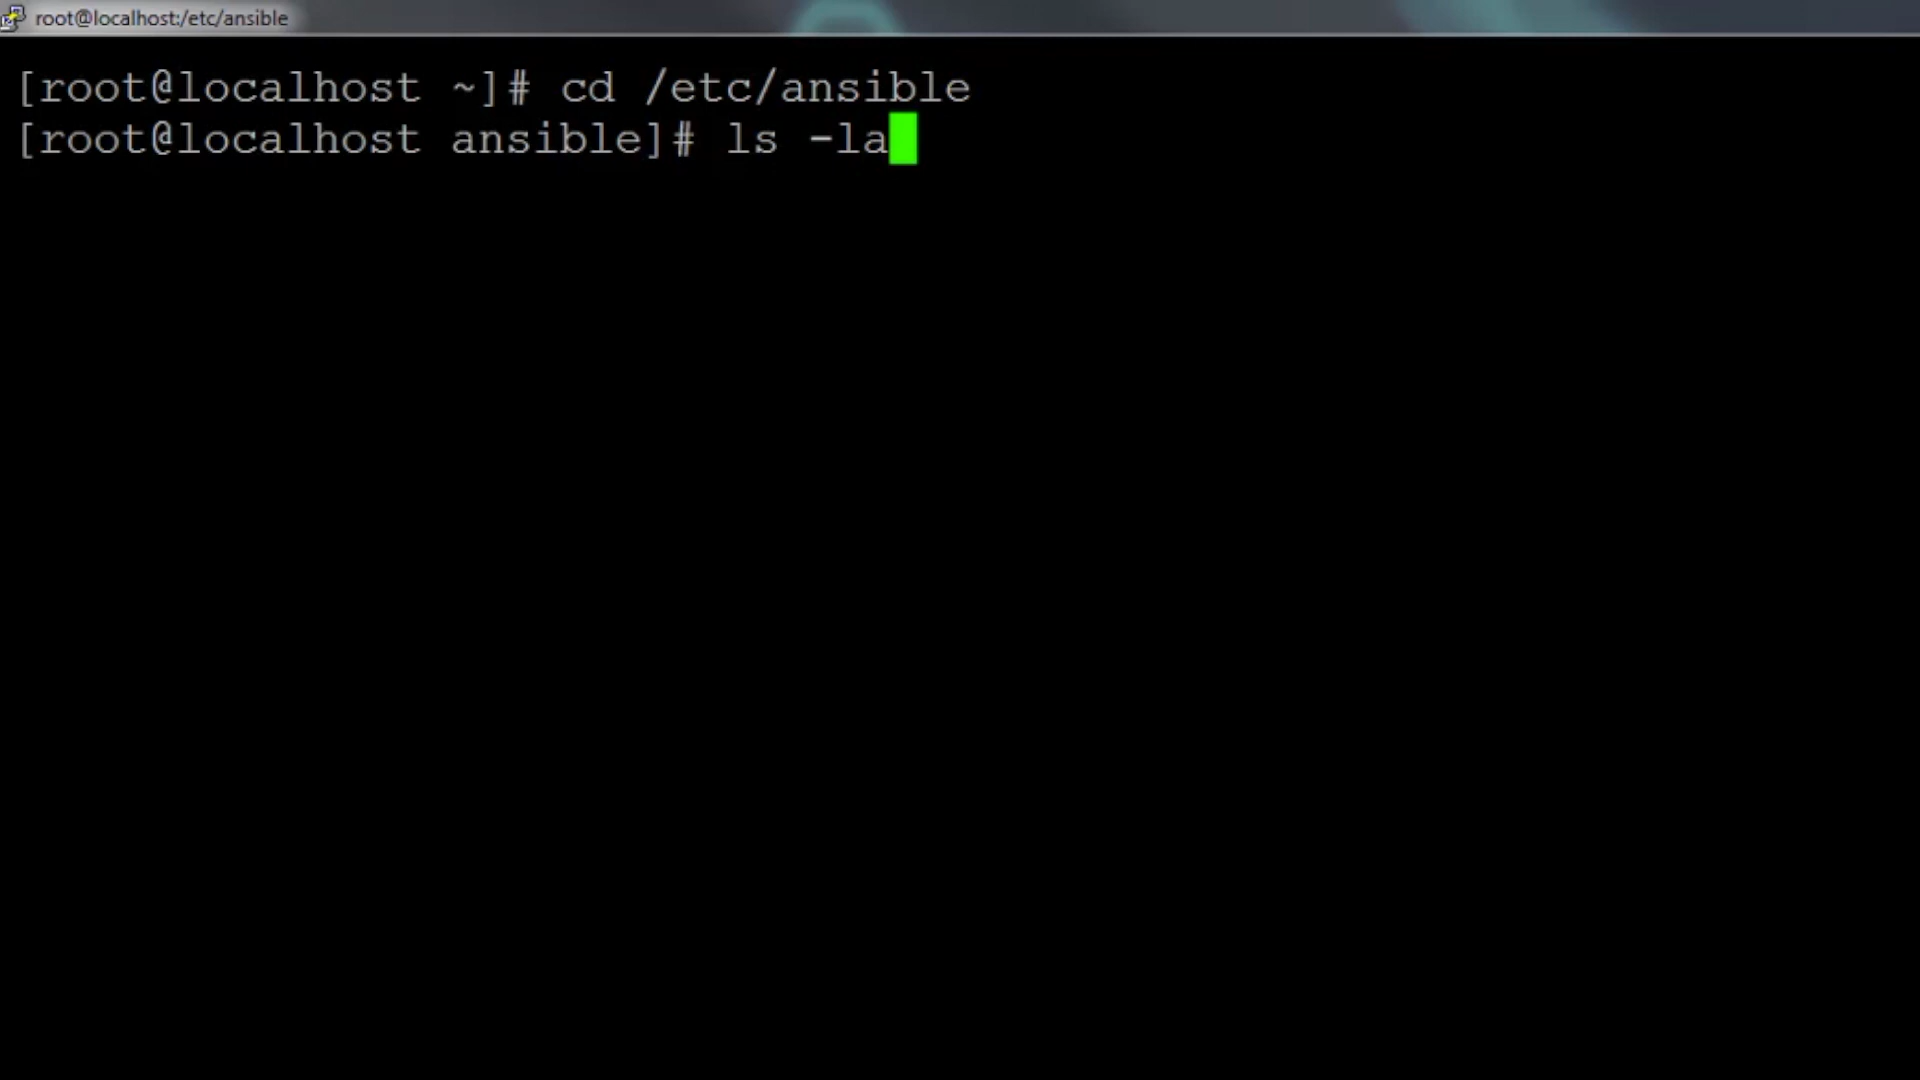 root@localhost:/etc/ansible
[root@localhost ~]# cd /etc/ansible
[root@localhost ansible]# ls -la